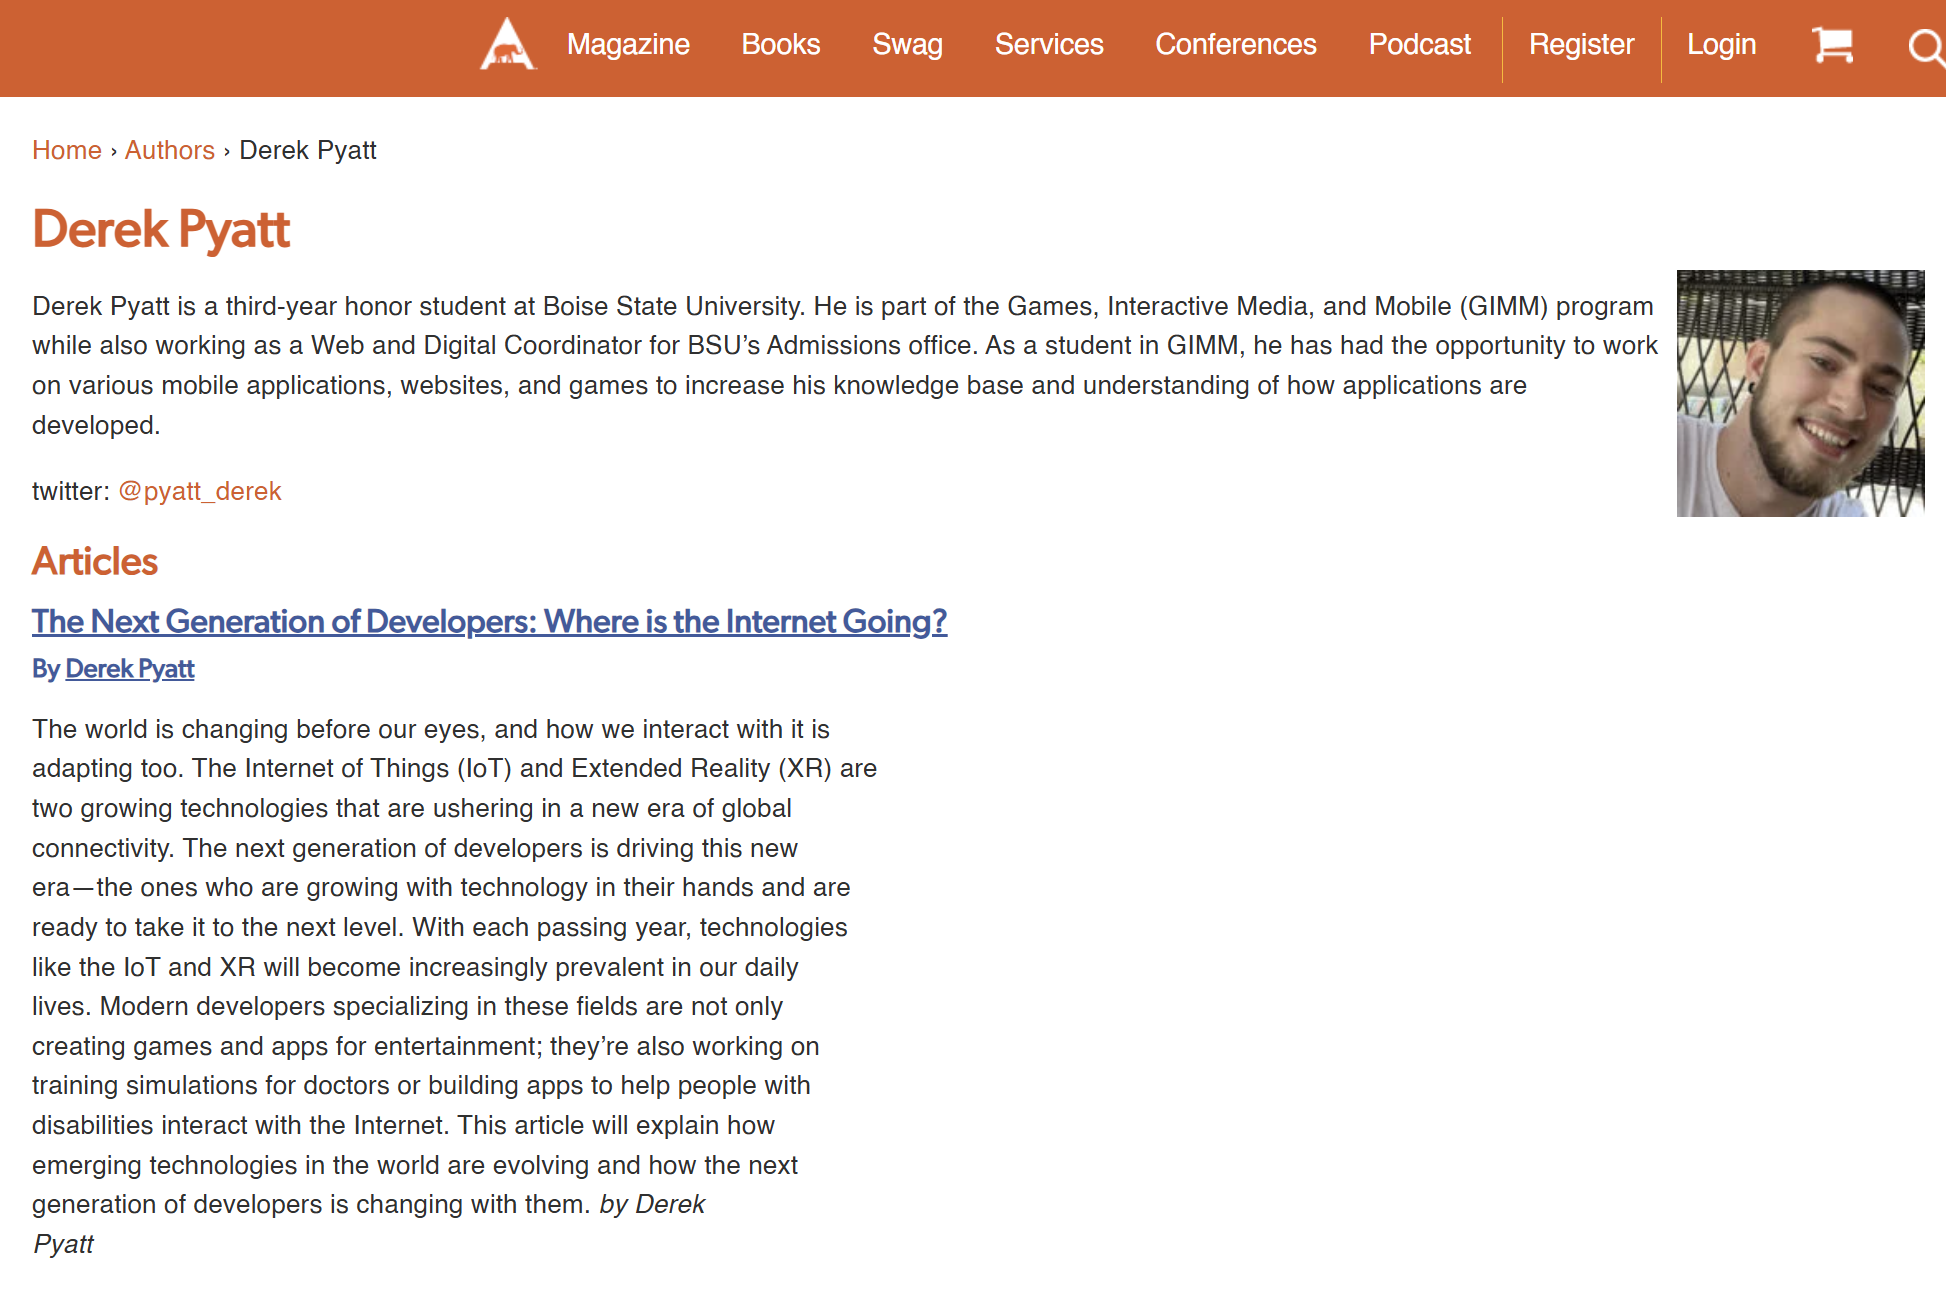 Magazine Books Swag Services Conferences Podcast Register Login
Home › Authors › Derek Pyatt
Derek Pyatt
Derek Pyatt is a third-year honor student at Boise State University. He is part of the Games, Interactive Media, and Mobile (GIMM) program
while also working as a Web and Digital Coordinator for BSU’s Admissions office. As a student in GIMM, he has had the opportunity to work
on various mobile applications, websites, and games to increase his knowledge base and understanding of how applications are
developed.
twitter: @pyatt_derek
Articles
The Next Generation of Developers: Where is the Internet Going?
By Derek Pyatt
The world is changing before our eyes, and how we interact with it is
adapting too. The Internet of Things (IoT) and Extended Reality (XR) are
two growing technologies that are ushering in a new era of global
connectivity. The next generation of developers is driving this new
era—the ones who are growing with technology in their hands and are
ready to take it to the next level. With each passing year, technologies
like the IoT and XR will become increasingly prevalent in our daily
lives. Modern developers specializing in these fields are not only
creating games and apps for entertainment; they’re also working on
training simulations for doctors or building apps to help people with
disabilities interact with the Internet. This article will explain how
emerging technologies in the world are evolving and how the next
generation of developers is changing with them. by Derek
Pyatt